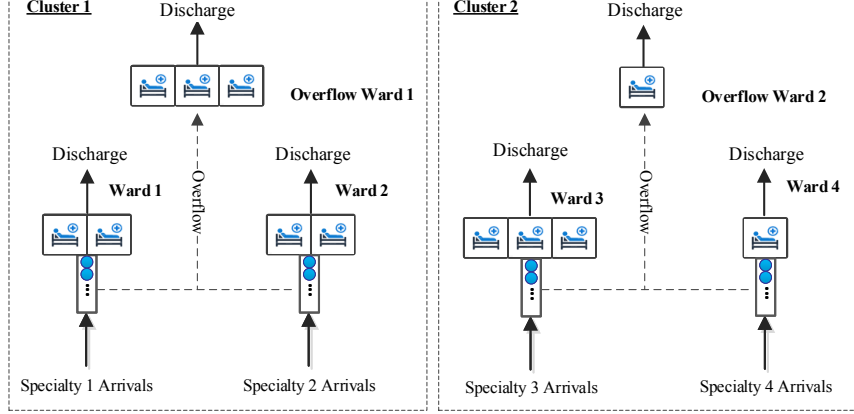 Cluster 1
Discharge
Overflow Ward 1
Discharge
Ward 1
Overflow
Discharge
Ward 2
Specialty 1 Arrivals
Specialty 2 Arrivals
Cluster 2
Discharge
Overflow Ward 2
Discharge
Ward 3
Overflow
Discharge
Ward 4
Specialty 3 Arrivals
Specialty 4 Arrivals